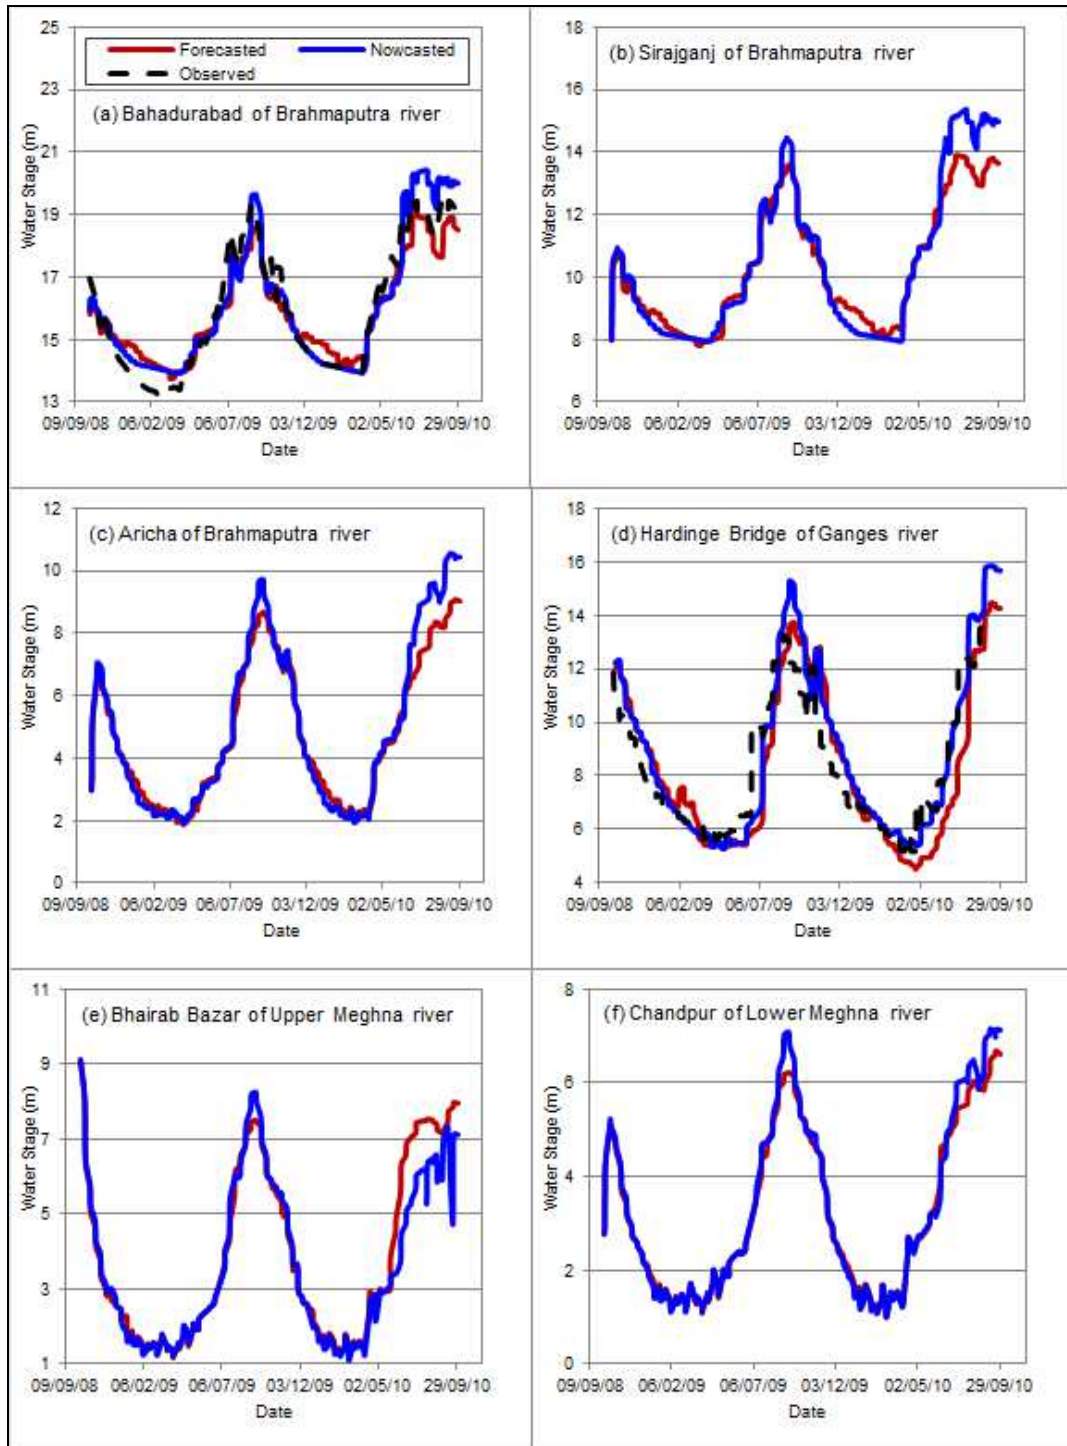 25
23
21
19
17
15
13
Water Stage (m)
Forecasted Nowcasted
Observed
(a) Bahadurabad of Brahmaputra river
09/09/08 06/02/09 06/07/09 03/12/09 02/05/10 29/09/10
Date
18
16
14
12
10
8
6
Water Stage (m)
(b) Sirajganj of Brahmaputra river
09/09/08 06/02/09 06/07/09 03/12/09 02/05/10 29/09/10
Date
12
10
8
6
4
2
0
Water Stage (m)
(c) Aricha of Brahmaputra river
09/09/08 06/02/09 06/07/09 03/12/09 02/05/10 29/09/10
Date
18
16
14
12
10
8
6
4
Water Stage (m)
(d) Hardinge Bridge of Ganges river
09/09/08 06/02/09 06/07/09 03/12/09 02/05/10 29/09/10
Date
11
9
7
5
3
1
Water Stage (m)
(e) Bhairab Bazar of Upper Meghna river
09/09/08 06/02/09 06/07/09 03/12/09 02/05/10 29/09/10
Date
8
6
4
2
0
Water Stage (m)
(f) Chandpur of Lower Meghna river
09/09/08 06/02/09 06/07/09 03/12/09 02/05/10 29/09/10
Date